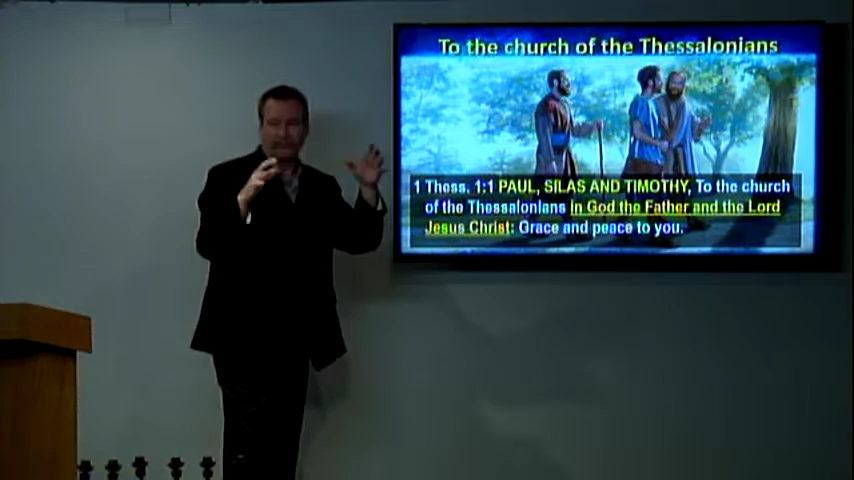 To the church of the Thessalonians
1 Thess. 1:1 PAUL, SILAS AND TIMOTHY, To the church
of the Thessalonians in God the Father and the Lord
Jesus Christ: Grace and peace to you.